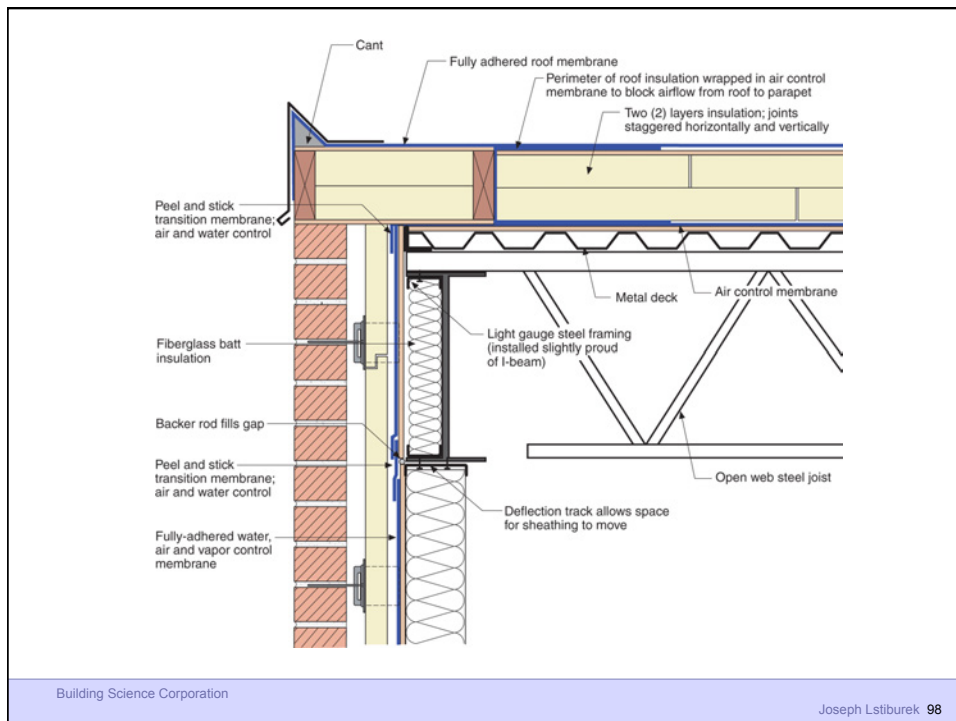 Cant
Fully adhered roof membrane
Perimeter of roof insulation wrapped in air control
membrane to block airflow from roof to parapet
Two (2) layers insulation; joints
staggered horizontally and vertically
Peel and stick
transition membrane;
air and water control
Metal deck
Air control membrane
Light gauge steel framing
(installed slightly proud
of I-beam)
Fiberglass batt
insulation
Backer rod fills gap
Peel and stick
transition membrane;
air and water control
Open web steel joist
Deflection track allows space
for sheathing to move
Fully-adhered water,
air and vapor control
membrane
Building Science Corporation
Joseph Lstiburek 98